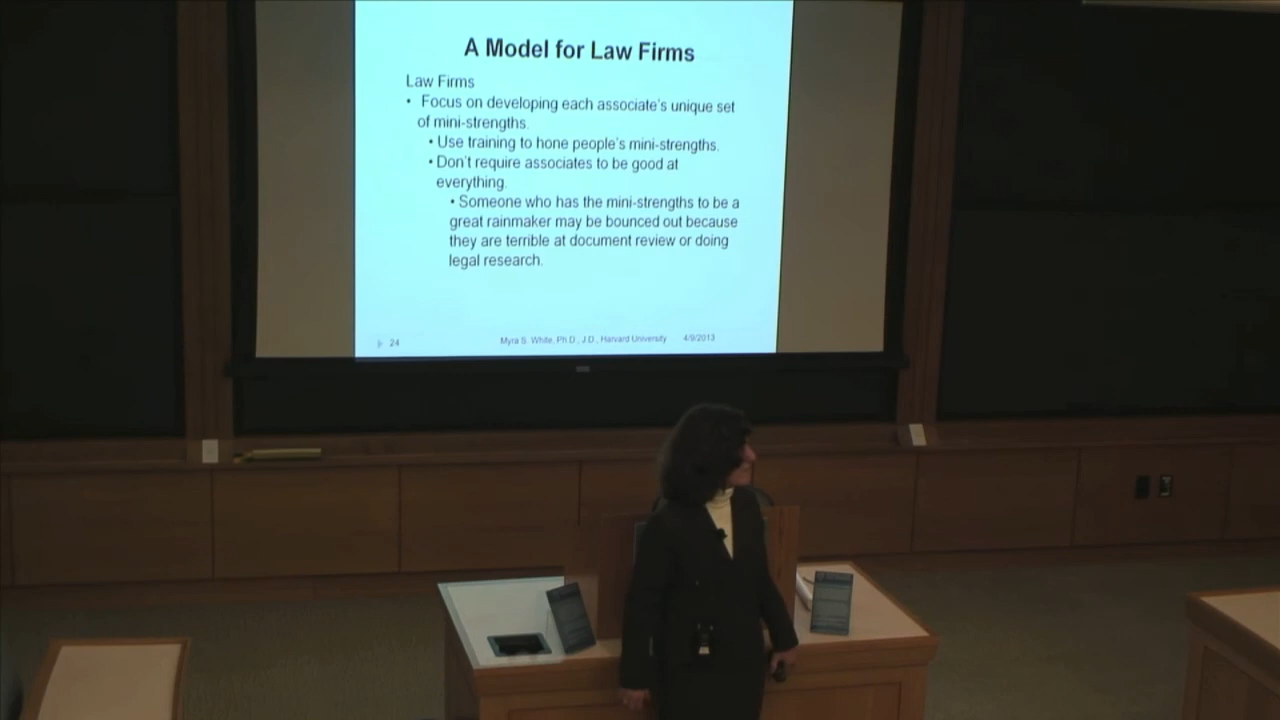 A Model for Law Firms
Law Firms
• Focus on developing each associate's unique set
of mini-strengths.
• Use training to hone people's mini-strengths.
• Don't require associates to be good at
everything.
• Someone who has the mini-strengths to be a
great rainmaker may be bounced out because
they are terrible at document review or doing
legal research.
24 Myra S. White, Ph.D., J.D., Harvard University 4/9/2013